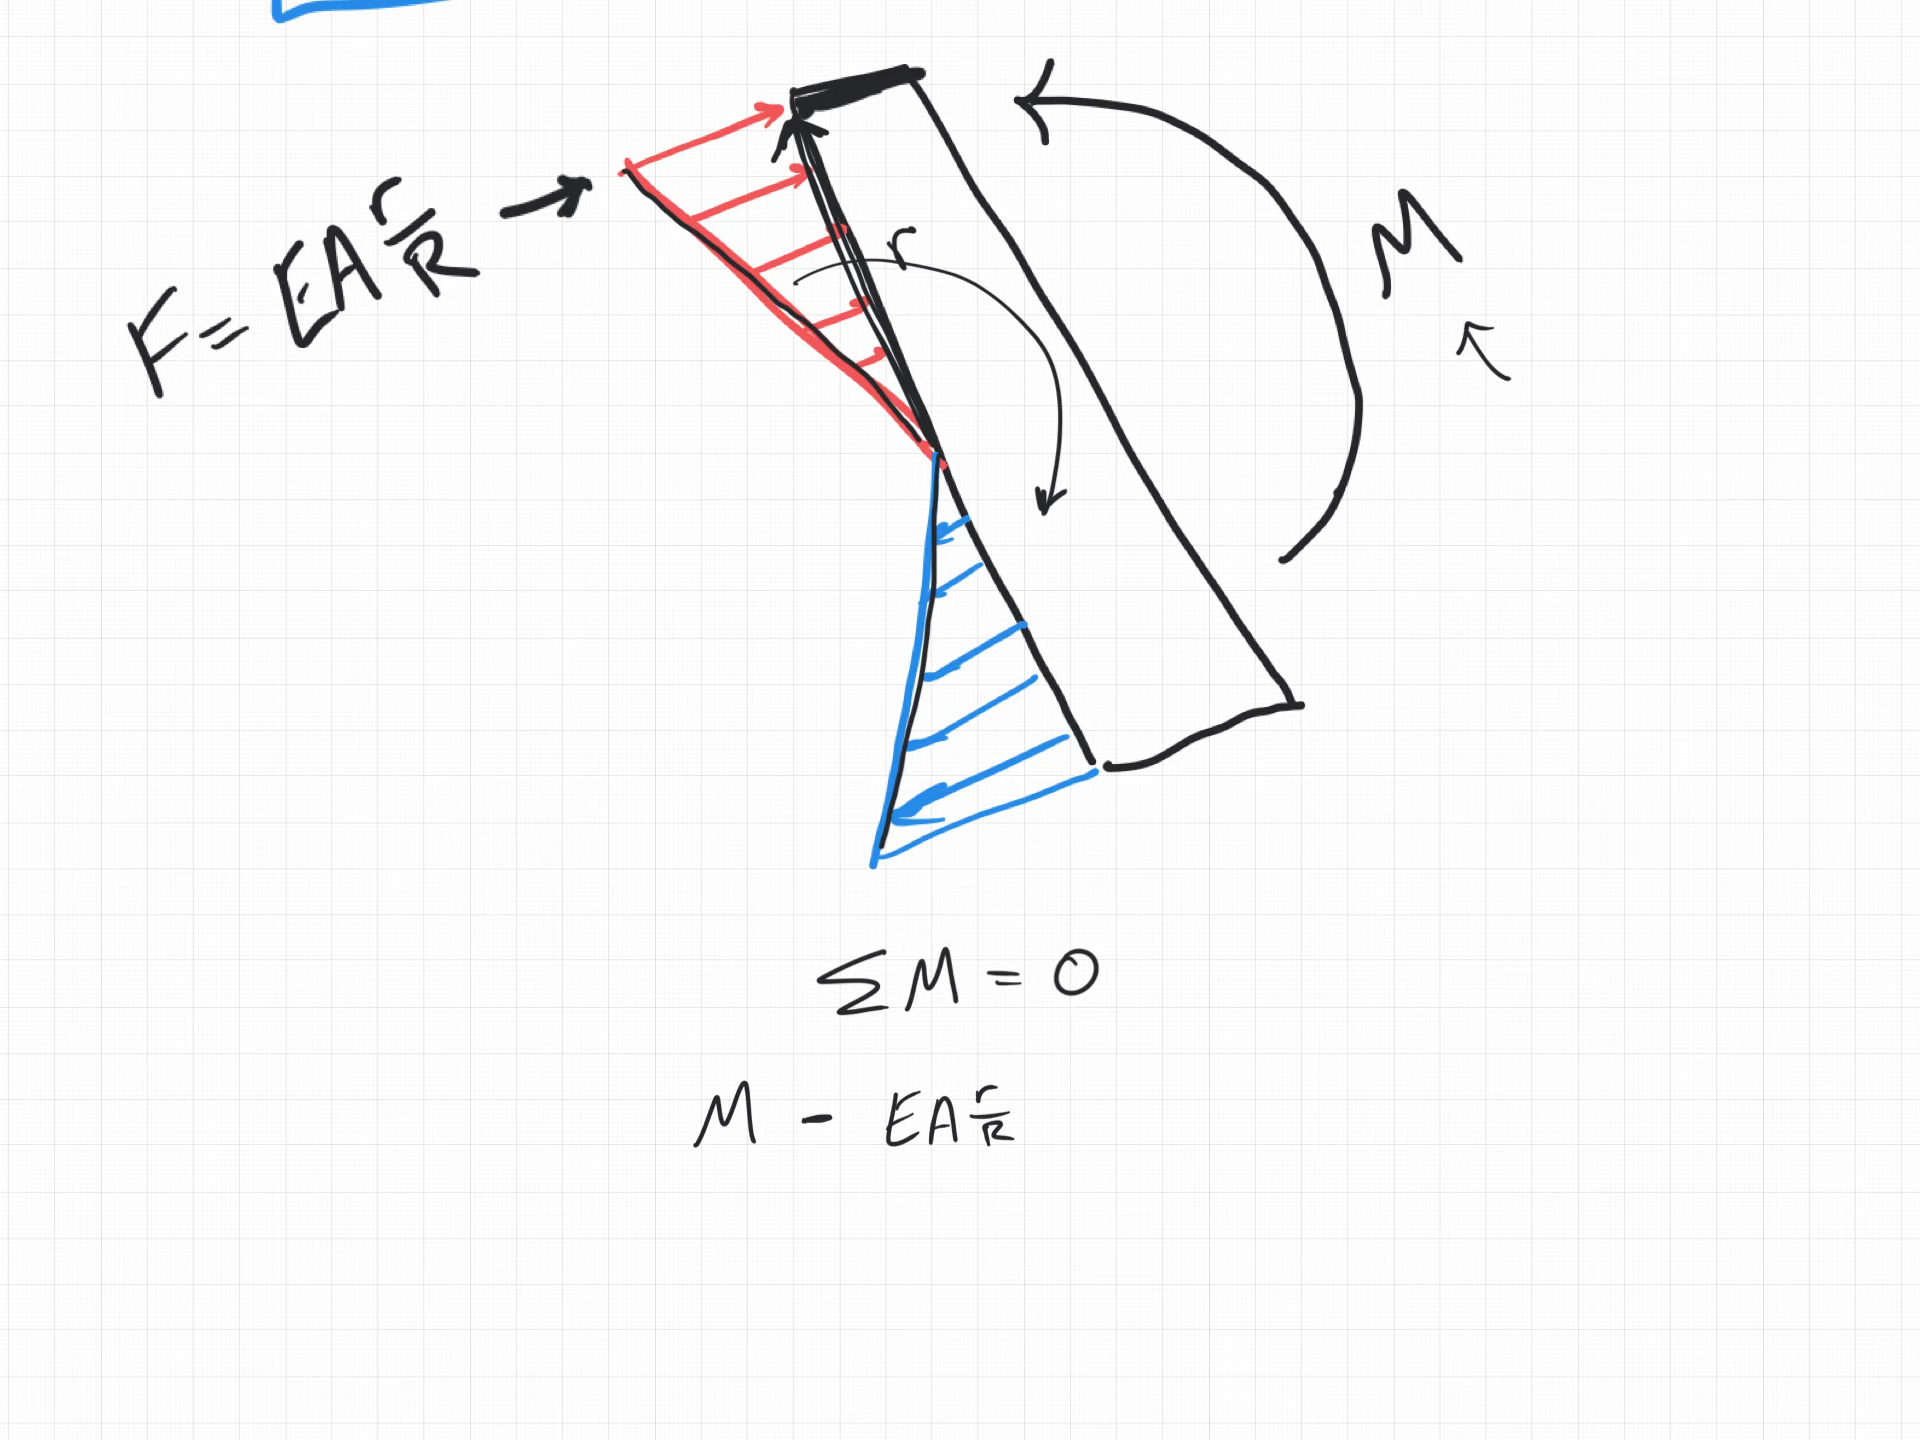 F = EA r/R
r
M
ΣM = 0
M - EA r/R